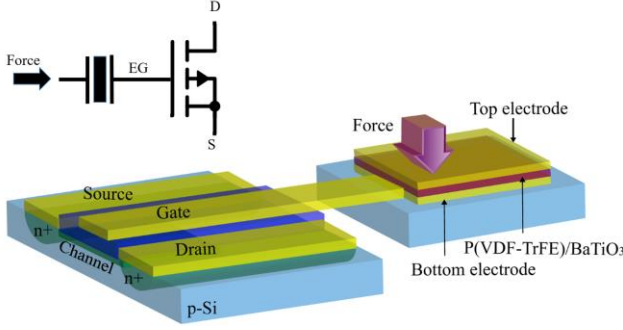 D
Force
EG
S
Top electrode
Force
Source
Gate
n+
Channel
Drain
n+
p-Si
P(VDF-TrFE)/BaTiO3
Bottom electrode